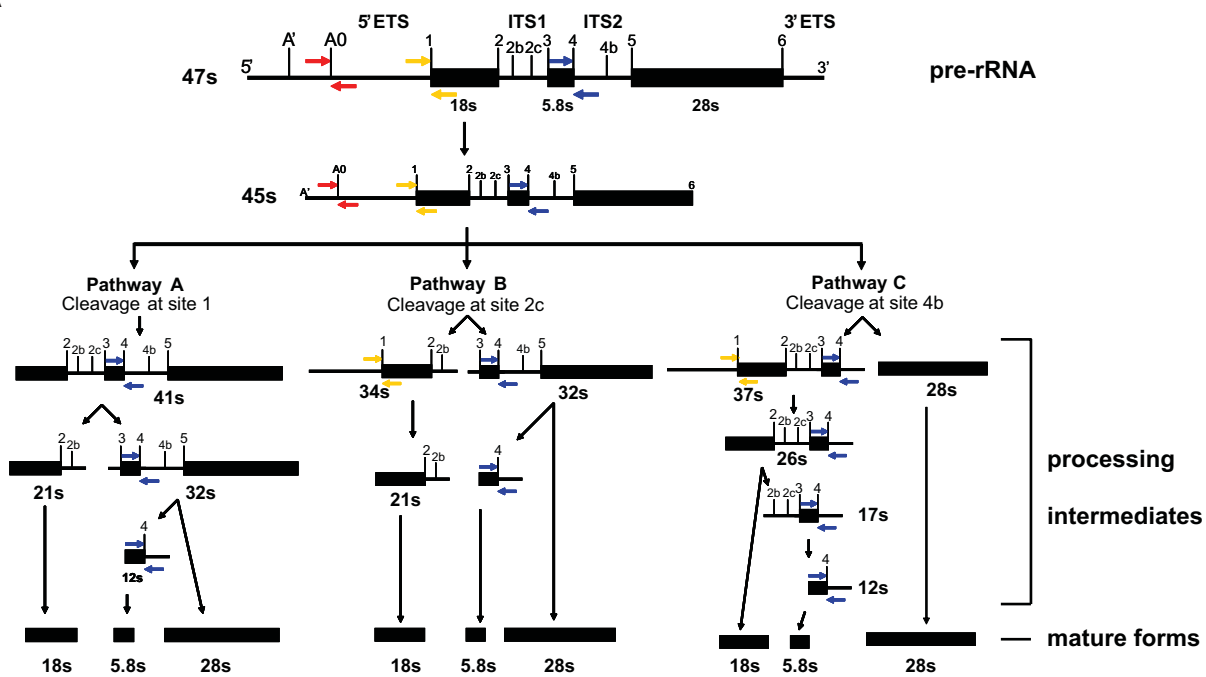 5' ETS ITS1 ITS2 3' ETS
A' A0 1 2 2b 2c 3 4 4b 5 6
47s 5' 3' pre-rRNA
18s 5.8s 28s
A' A0 1 2 2b 2c 3 4 4b 5 6
45s
Pathway A
Cleavage at site 1
Pathway B
Cleavage at site 2c
Pathway C
Cleavage at site 4b
2 2b 2c 3 4 4b 5
41s
1 2 2b 3 4 4b 5
34s 32s
1 2 2b 2c 3 4
37s 28s
2 2b 3 4 4b 5
21s 32s
2 2b 4
21s
2 2b 2c 3 4
26s
processing
intermediates
2b 2c 3 4
17s
4
12s
4
12s
mature forms
18s 5.8s 28s
18s 5.8s 28s
18s 5.8s 28s